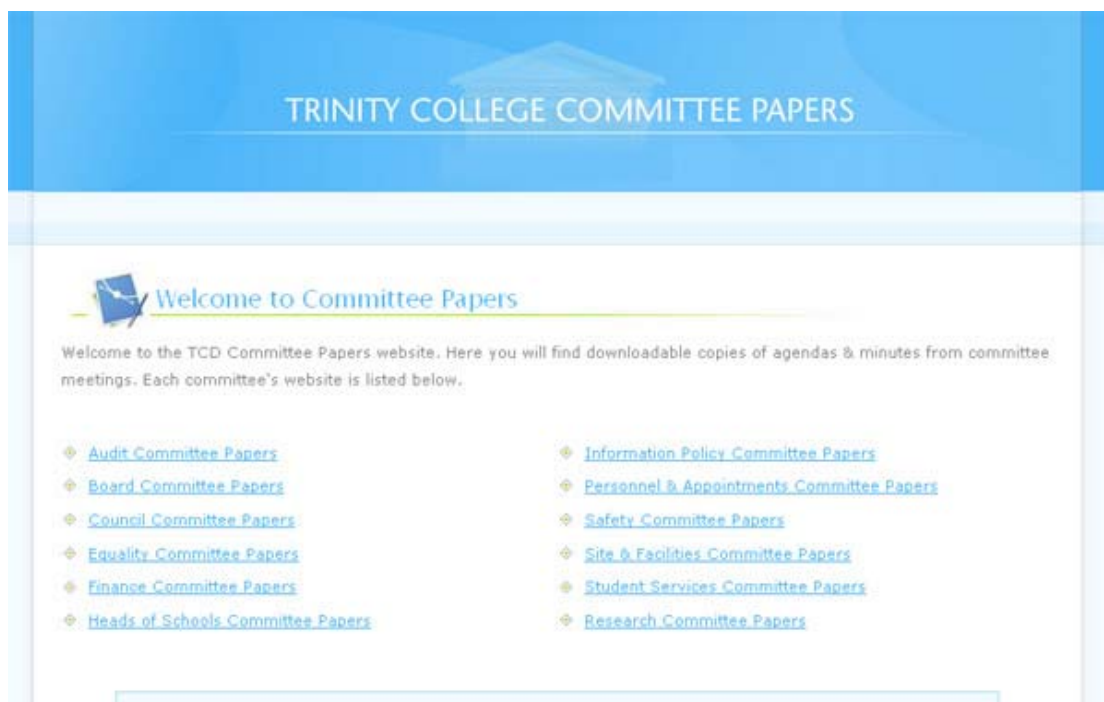 TRINITY COLLEGE COMMITTEE PAPERS
Welcome to Committee Papers
Welcome to the TCD Committee Papers website. Here you will find downloadable copies of agendas & minutes from committee
meetings. Each committee's website is listed below.
Audit Committee Papers
Board Committee Papers
Council Committee Papers
Equality Committee Papers
Finance Committee Papers
Heads of Schools Committee Papers
Information Policy Committee Papers
Personnel & Appointments Committee Papers
Safety Committee Papers
Site & Facilities Committee Papers
Student Services Committee Papers
Research Committee Papers